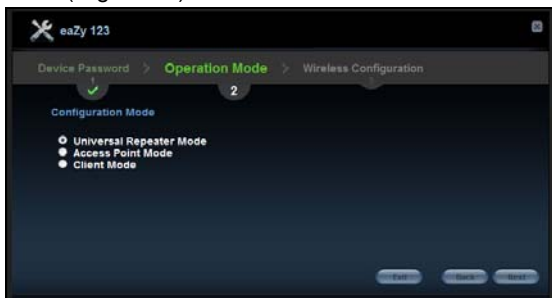 eaZy 123
Device Password > Operation Mode > Wireless Configuration
2
Configuration Mode
Universal Repeater Mode
Access Point Mode
Client Mode
Exit Back Next